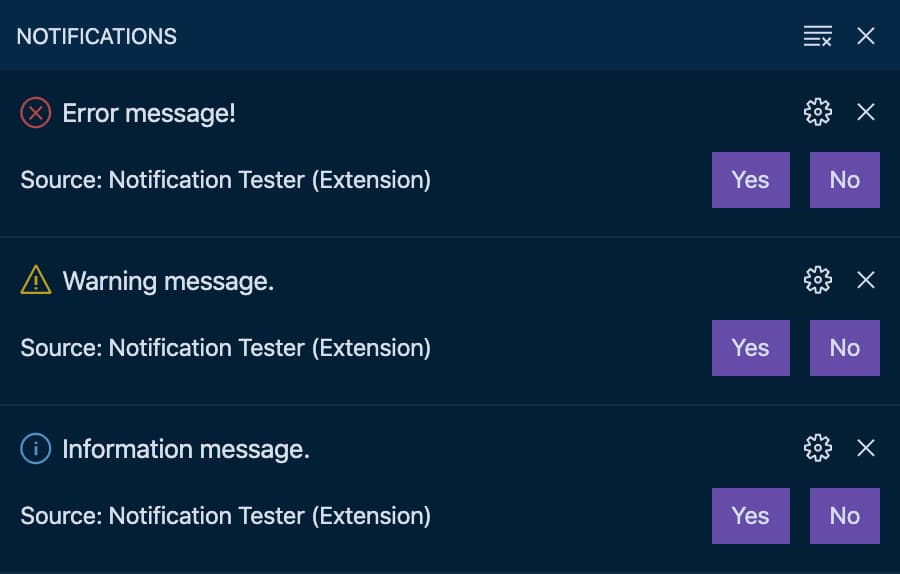 NOTIFICATIONS
Error message!
Source: Notification Tester (Extension) Yes No
Warning message.
Source: Notification Tester (Extension) Yes No
Information message.
Source: Notification Tester (Extension) Yes No